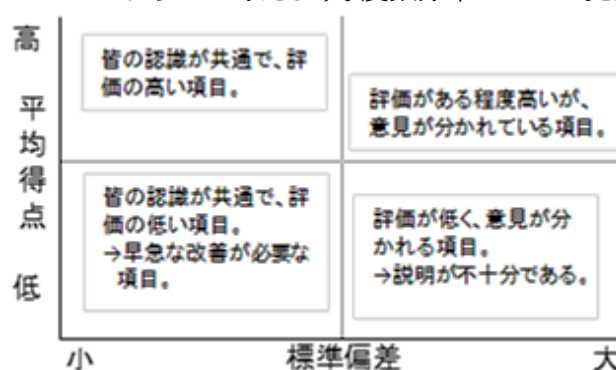 高
平均得点
低
皆の認識が共通で、評
価の高い項目。
評価がある程度高いが、
意見が分かれている項目。
皆の認識が共通で、評
価の低い項目。
→早急な改善が必要な
項目。
評価が低く、意見が分
かれる項目。
→説明が不十分である。
小
標準偏差
大